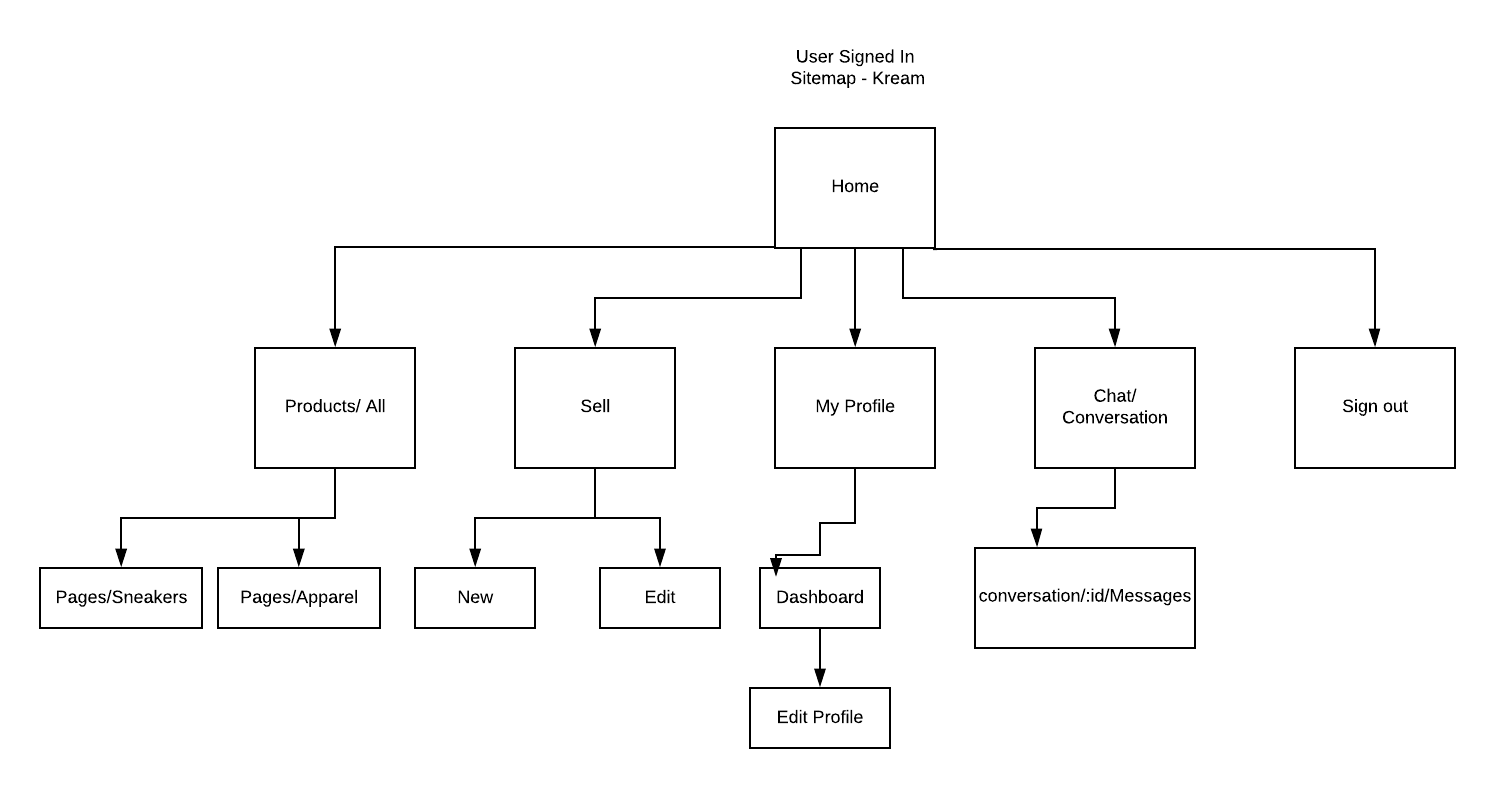 User Signed In
Sitemap - Kream
Home
Products/ All
Sell
My Profile
Chat/
Conversation
Sign out
Pages/Sneakers
Pages/Apparel
New
Edit
Dashboard
conversation/:id/Messages
Edit Profile